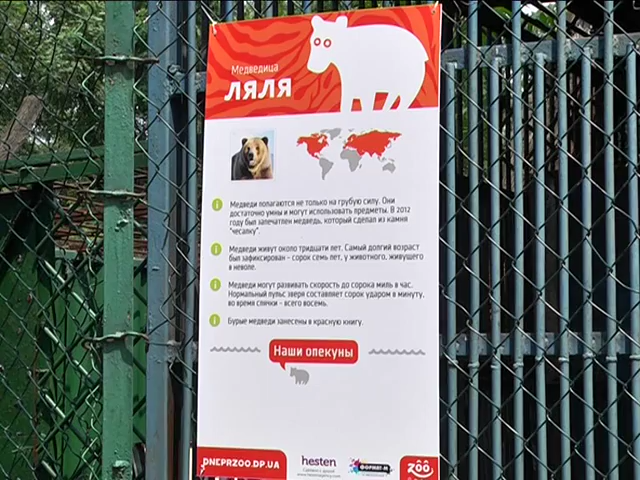 Медведица
ЛЯЛЯ
Медведи полагаются не только на грубую силу. Они
достаточно умны и могут использовать предметы. В 2012
году был запечатлен медведь, который сделал из камня
"чесалку".
Медведи живут около тридцати лет. Самый долгий возраст
был зафиксирован - сорок семь лет, у животного, живущего
в неволе.
Медведи могут развивать скорость до сорока миль в час.
Нормальный пульс зверя составляет сорок ударом в минуту,
во время спячки - всего восемь.
Бурые медведи занесены в красную книгу.
Наши опекуны
DNEPRZOO.DP.UA
hesten
ФОРМАТ-М
ZOO